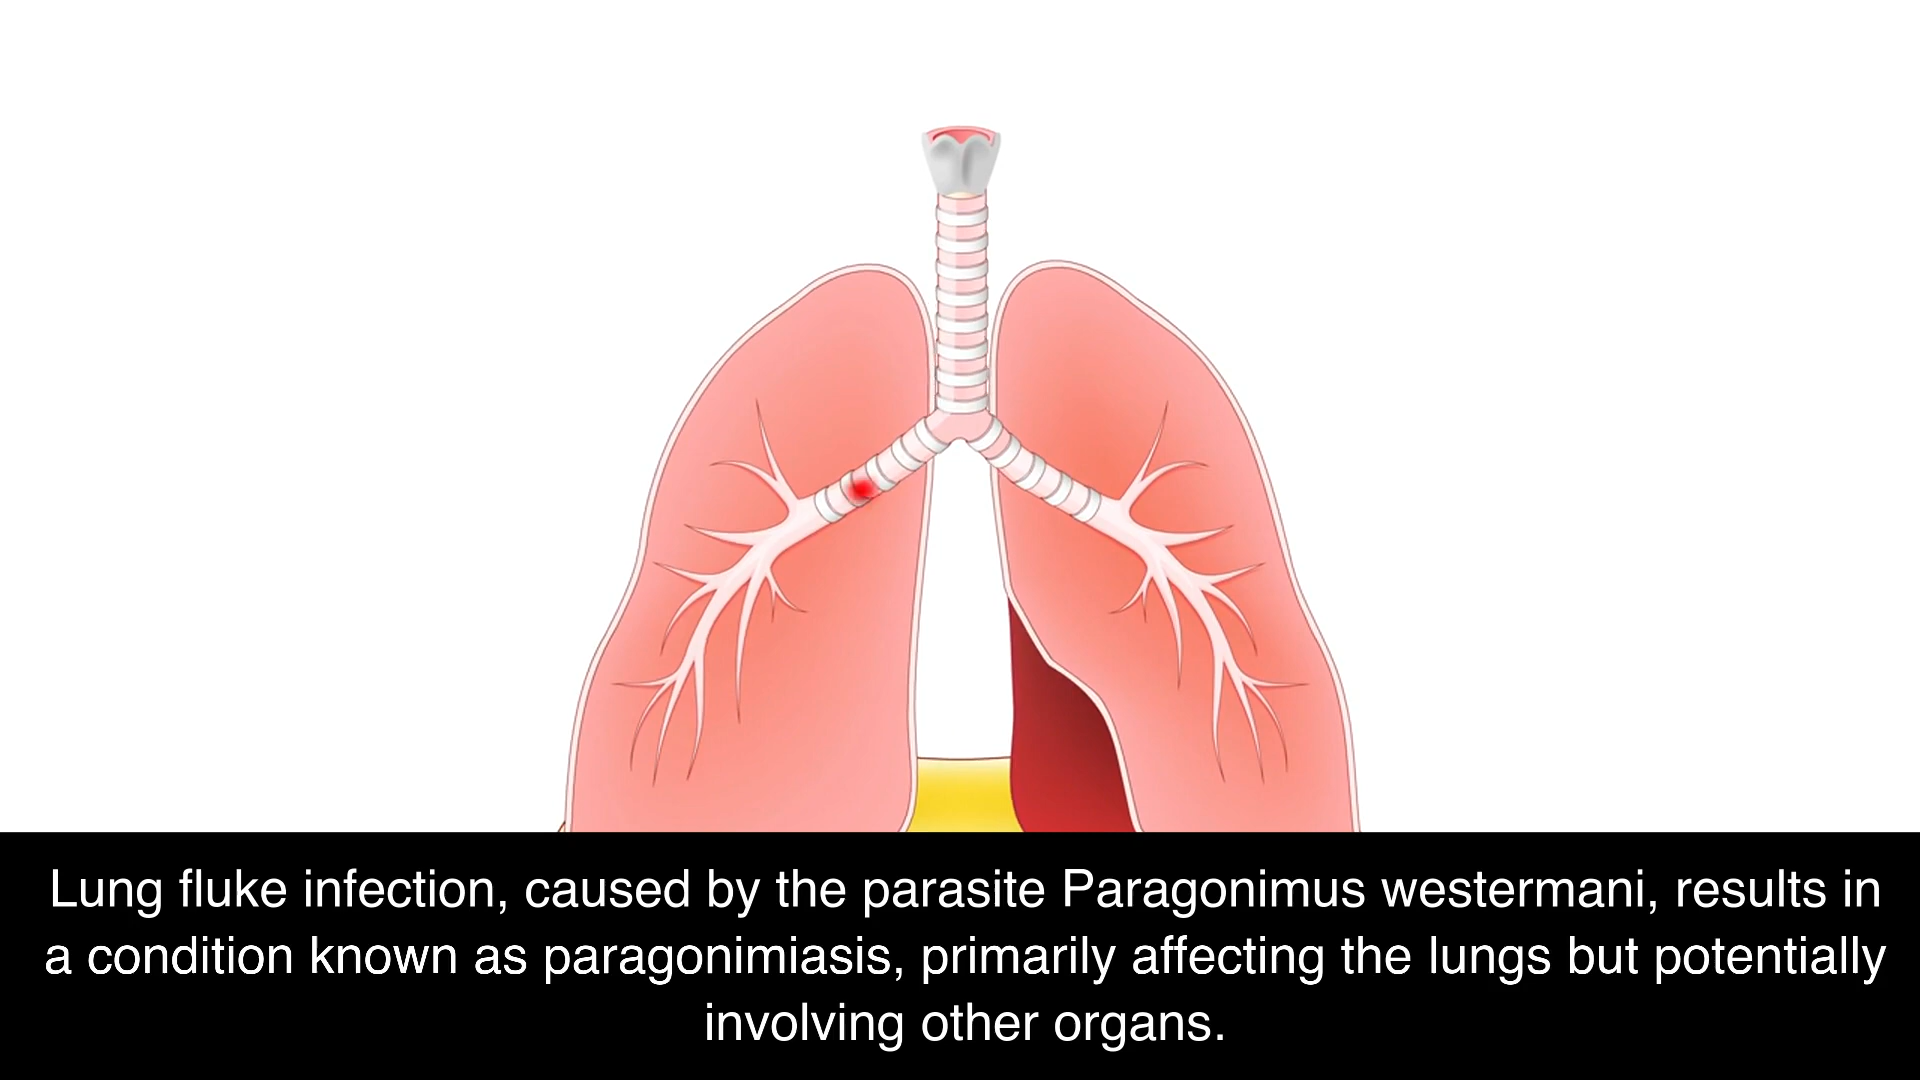 Lung fluke infection, caused by the parasite Paragonimus westermani, results in
a condition known as paragonimiasis, primarily affecting the lungs but potentially
involving other organs.